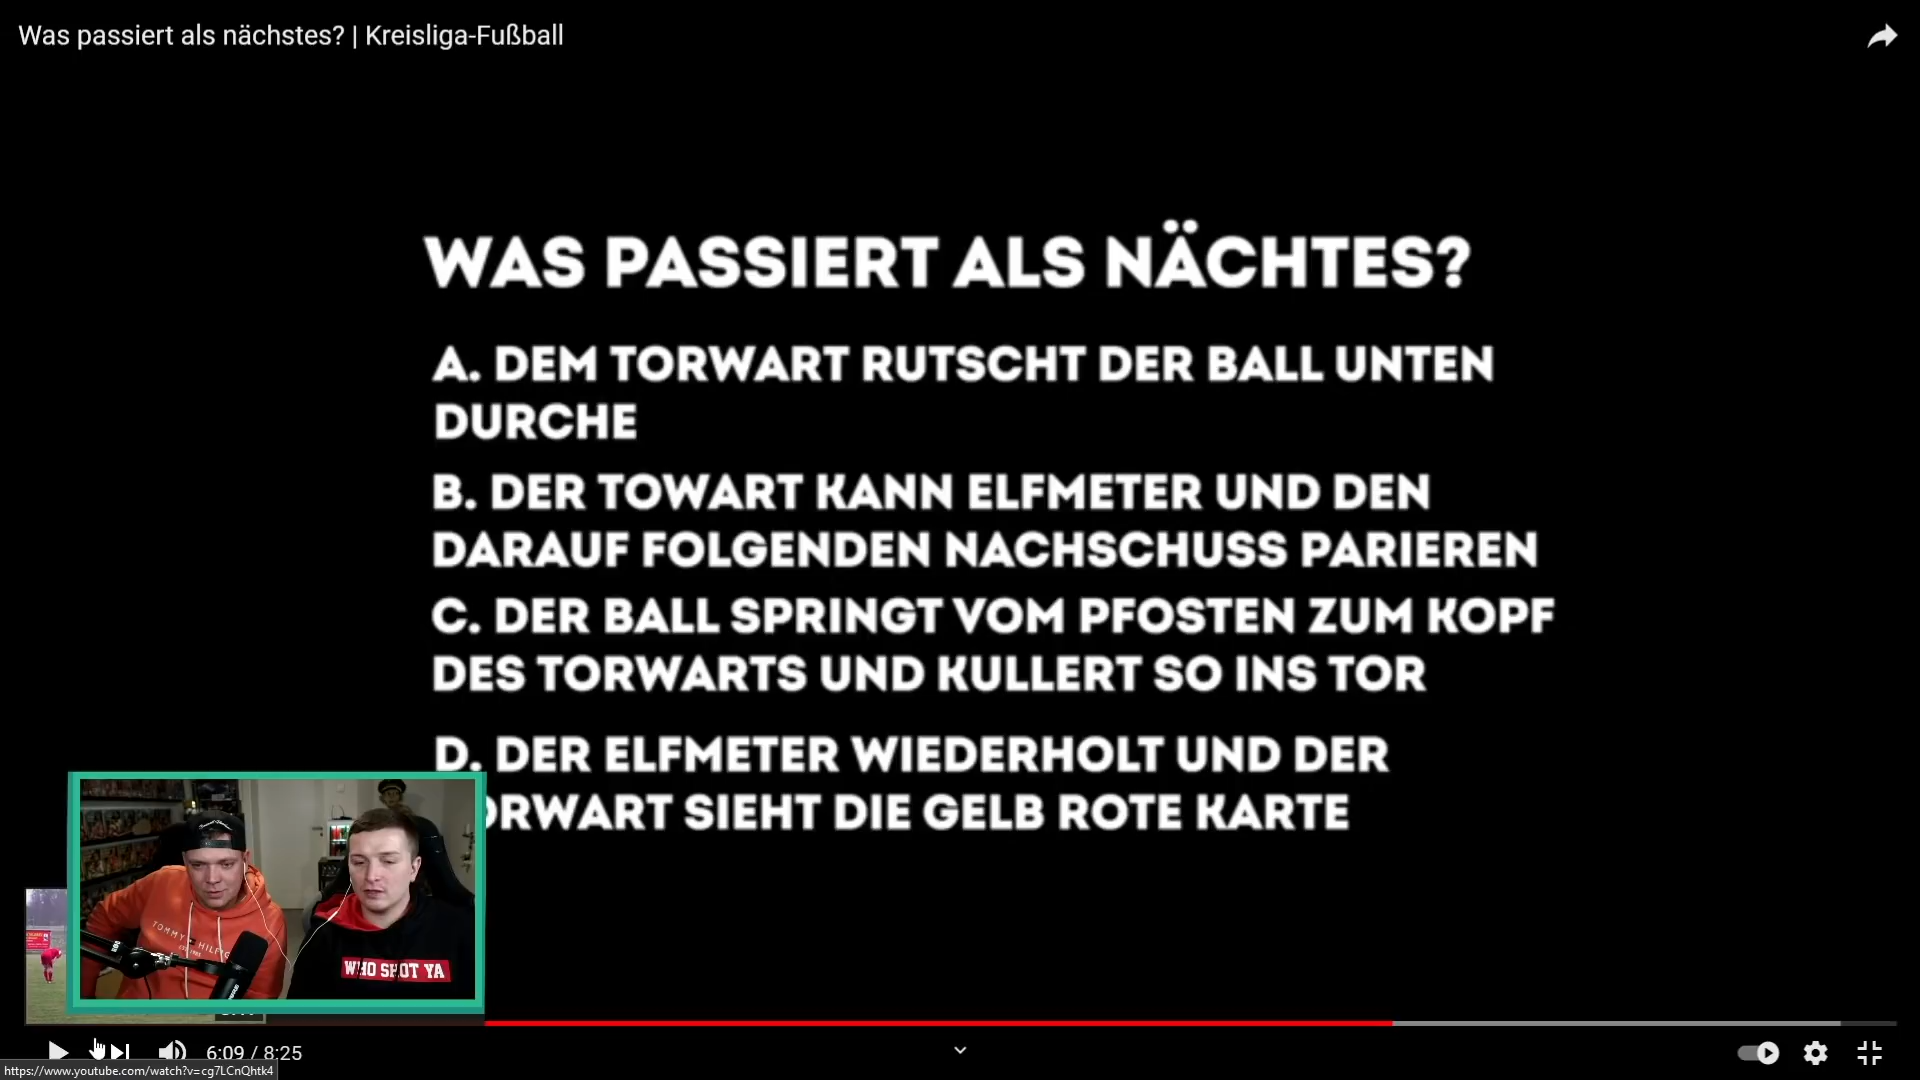 Was passiert als nächstes? | Kreisliga-Fußball
WAS PASSIERT ALS NÄCHTES?
A. DEM TORWART RUTSCHT DER BALL UNTEN
DURCHE
B. DER TOWART KANN ELFMETER UND DEN
DARAUF FOLGENDEN NACHSCHUSS PARIEREN
C. DER BALL SPRINGT VOM PFOSTEN ZUM KOPF
DES TORWARTS UND KULLERT SO INS TOR
D. DER ELFMETER WIEDERHOLT UND DER
ORWART SIEHT DIE GELB ROTE KARTE
TOMMY HILFIG
WHO SHOT YA
6:09 / 8:25
https://www.youtube.com/watch?v=cg7LCnQhtk4